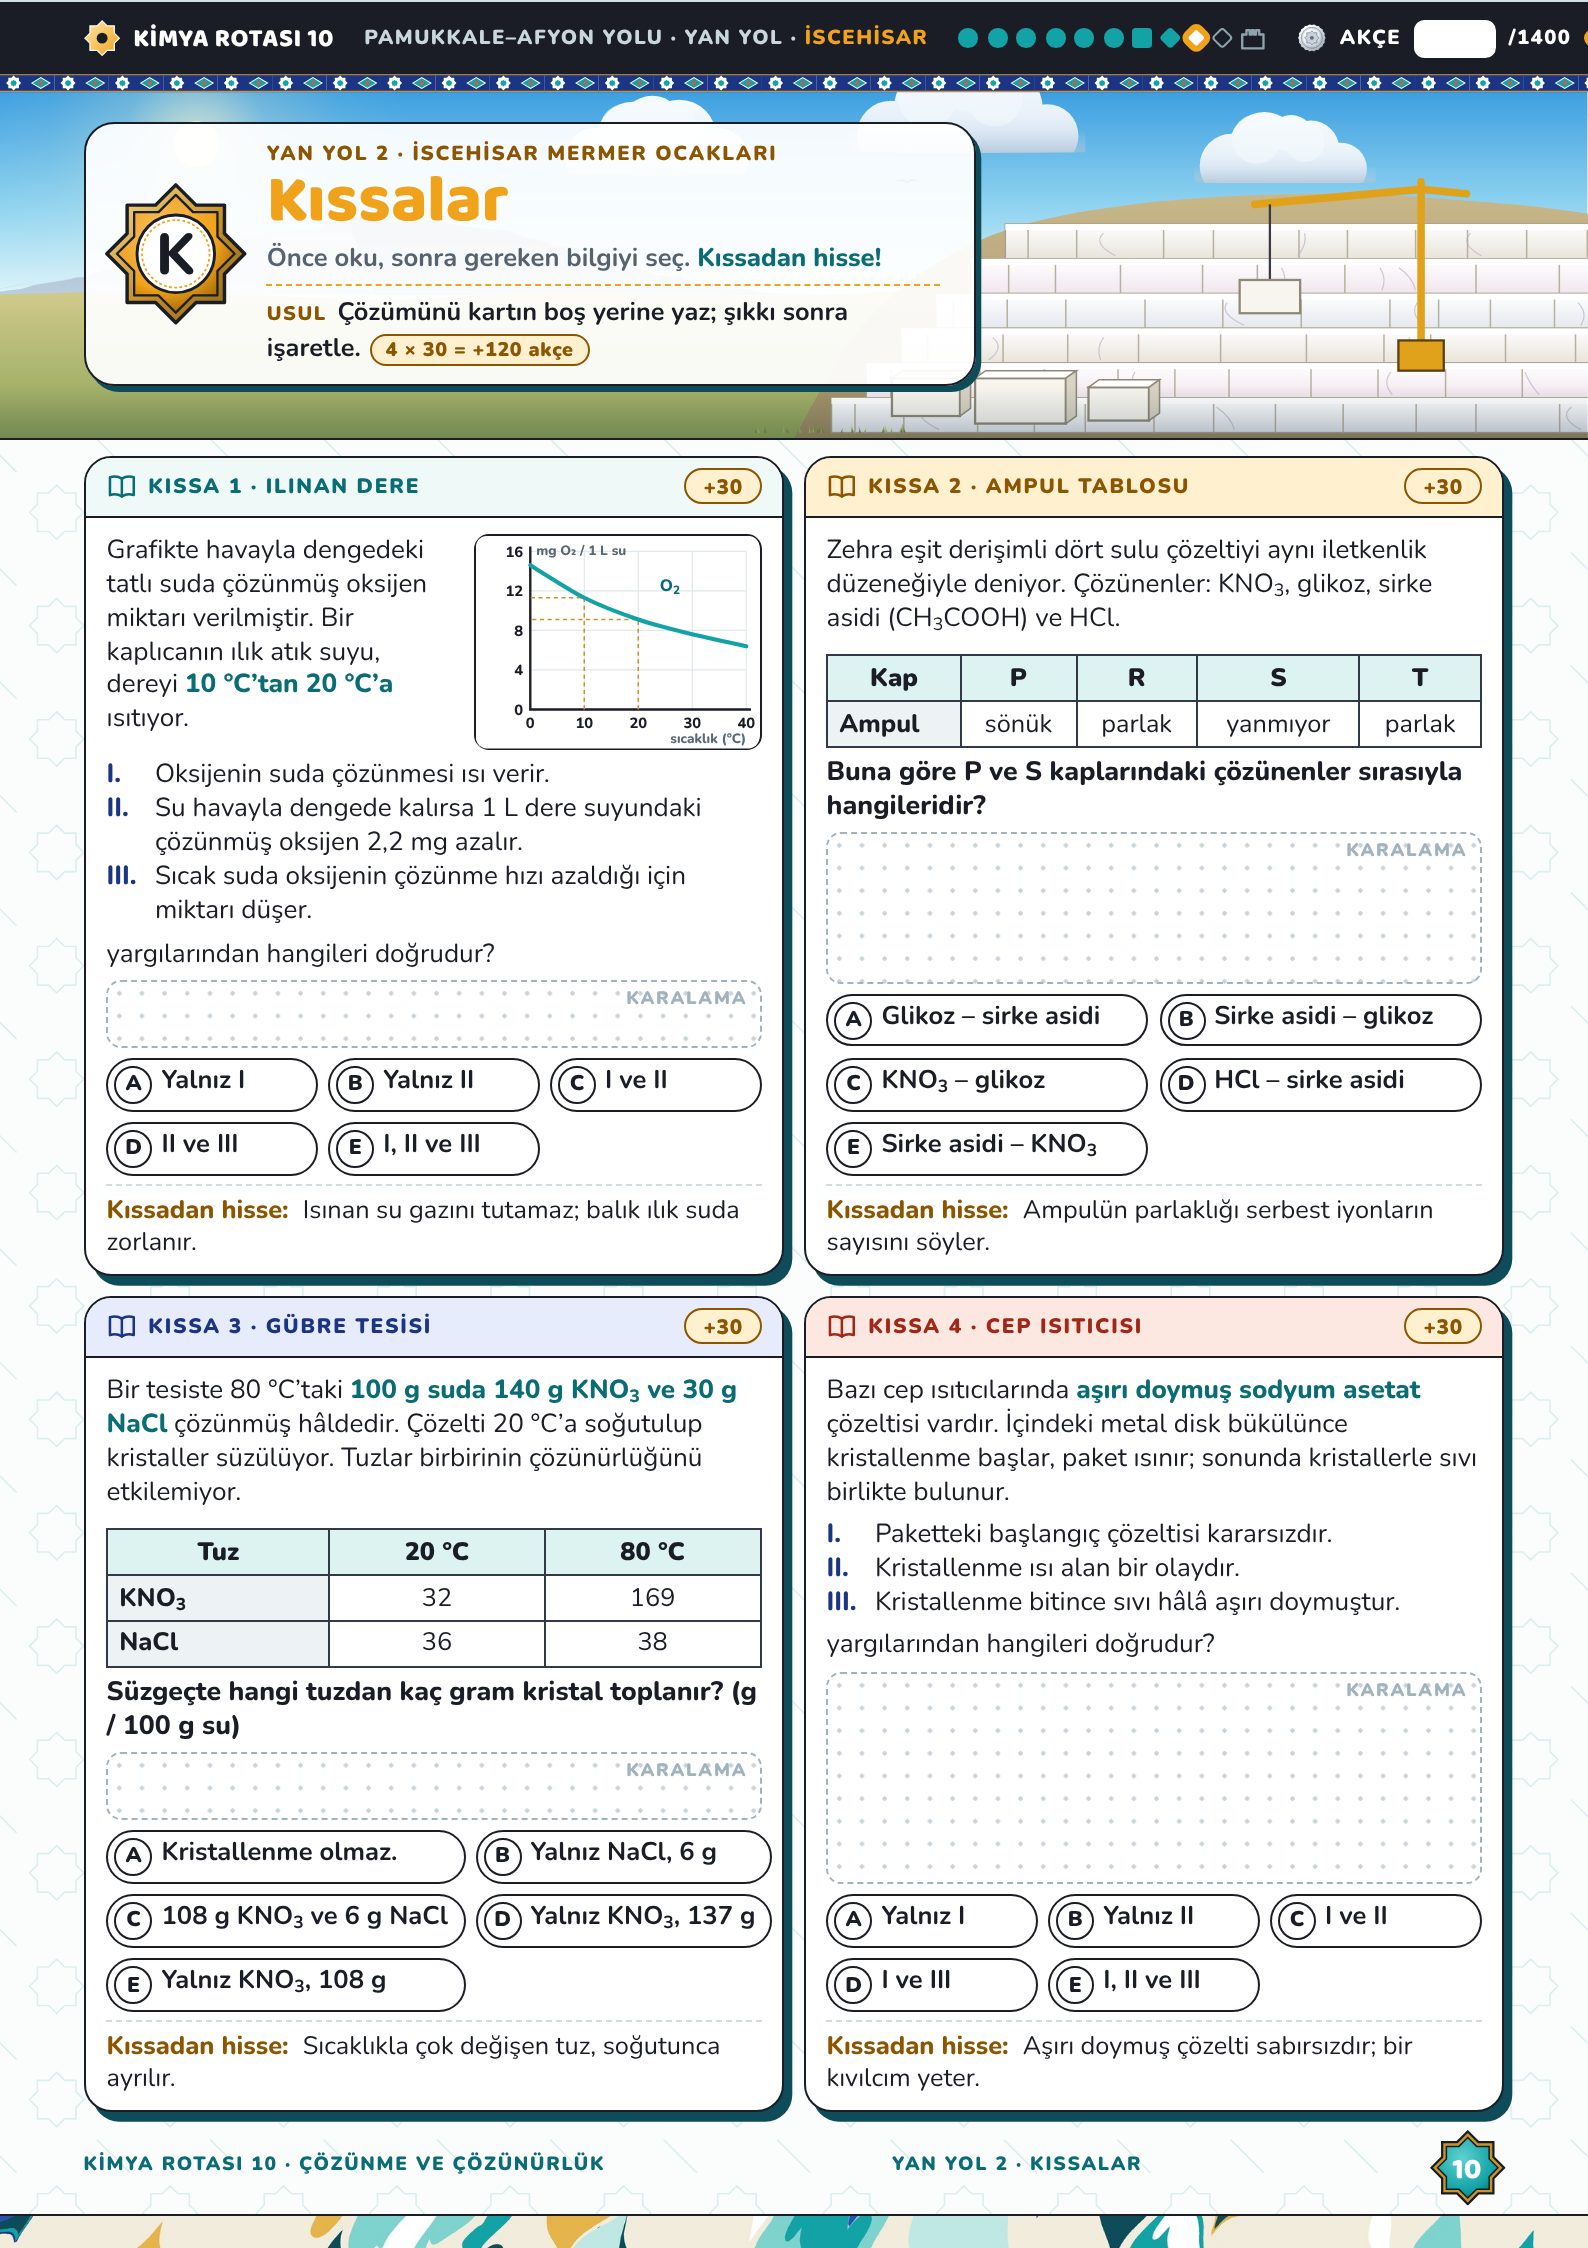 KİMYA ROTASI 10 PAMUKKALE–AFYON YOLU · YAN YOL · İSCEHİSAR AKÇE /1400
YAN YOL 2 · İSCEHİSAR MERMER OCAKLARI
K
Kıssalar
Önce oku, sonra gereken bilgiyi seç. Kıssadan hisse!
USUL Çözümünü kartın boş yerine yaz; şıkkı sonra
işaretle. 4 × 30 = +120 akçe
KISSA 1 · ILINAN DERE +30
Grafikte havayla dengedeki
tatlı suda çözünmüş oksijen
miktarı verilmiştir. Bir
kaplıcanın ılık atık suyu,
dereyi 10 °C’tan 20 °C’a
ısıtıyor.
mg O₂ / 1 L su
O₂
16
12
8
4
0
0 10 20 30 40
sıcaklık (°C)
I. Oksijenin suda çözünmesi ısı verir.
II. Su havayla dengede kalırsa 1 L dere suyundaki
çözünmüş oksijen 2,2 mg azalır.
III. Sıcak suda oksijenin çözünme hızı azaldığı için
miktarı düşer.
yargılarından hangileri doğrudur?
KARALAMA
A Yalnız I B Yalnız II C I ve II
D II ve III E I, II ve III
Kıssadan hisse: Isınan su gazını tutamaz; balık ılık suda
zorlanır.
KISSA 2 · AMPUL TABLOSU +30
Zehra eşit derişimli dört sulu çözeltiyi aynı iletkenlik
düzeneğiyle deniyor. Çözünenler: KNO₃, glikoz, sirke
asidi (CH₃COOH) ve HCl.
Kap P R S T
Ampul sönük parlak yanmıyor parlak
Buna göre P ve S kaplarındaki çözünenler sırasıyla
hangileridir?
KARALAMA
A Glikoz – sirke asidi B Sirke asidi – glikoz
C KNO₃ – glikoz D HCl – sirke asidi
E Sirke asidi – KNO₃
Kıssadan hisse: Ampulün parlaklığı serbest iyonların
sayısını söyler.
KISSA 3 · GÜBRE TESİSİ +30
Bir tesiste 80 °C’taki 100 g suda 140 g KNO₃ ve 30 g
NaCl çözünmüş hâldedir. Çözelti 20 °C’a soğutulup
kristaller süzülüyor. Tuzlar birbirinin çözünürlüğünü
etkilemiyor.
Tuz 20 °C 80 °C
KNO₃ 32 169
NaCl 36 38
Süzgeçte hangi tuzdan kaç gram kristal toplanır? (g
/ 100 g su)
KARALAMA
A Kristallenme olmaz. B Yalnız NaCl, 6 g
C 108 g KNO₃ ve 6 g NaCl D Yalnız KNO₃, 137 g
E Yalnız KNO₃, 108 g
Kıssadan hisse: Sıcaklıkla çok değişen tuz, soğutunca
ayrılır.
KISSA 4 · CEP ISITICISI +30
Bazı cep ısıtıcılarında aşırı doymuş sodyum asetat
çözeltisi vardır. İçindeki metal disk bükülünce
kristallenme başlar, paket ısınır; sonunda kristallerle sıvı
birlikte bulunur.
I. Paketteki başlangıç çözeltisi kararsızdır.
II. Kristallenme ısı alan bir olaydır.
III. Kristallenme bitince sıvı hâlâ aşırı doymuştur.
yargılarından hangileri doğrudur?
KARALAMA
A Yalnız I B Yalnız II C I ve II
D I ve III E I, II ve III
Kıssadan hisse: Aşırı doymuş çözelti sabırsızdır; bir
kıvılcım yeter.
KİMYA ROTASI 10 · ÇÖZÜNME VE ÇÖZÜNÜRLÜK YAN YOL 2 · KISSALAR 10